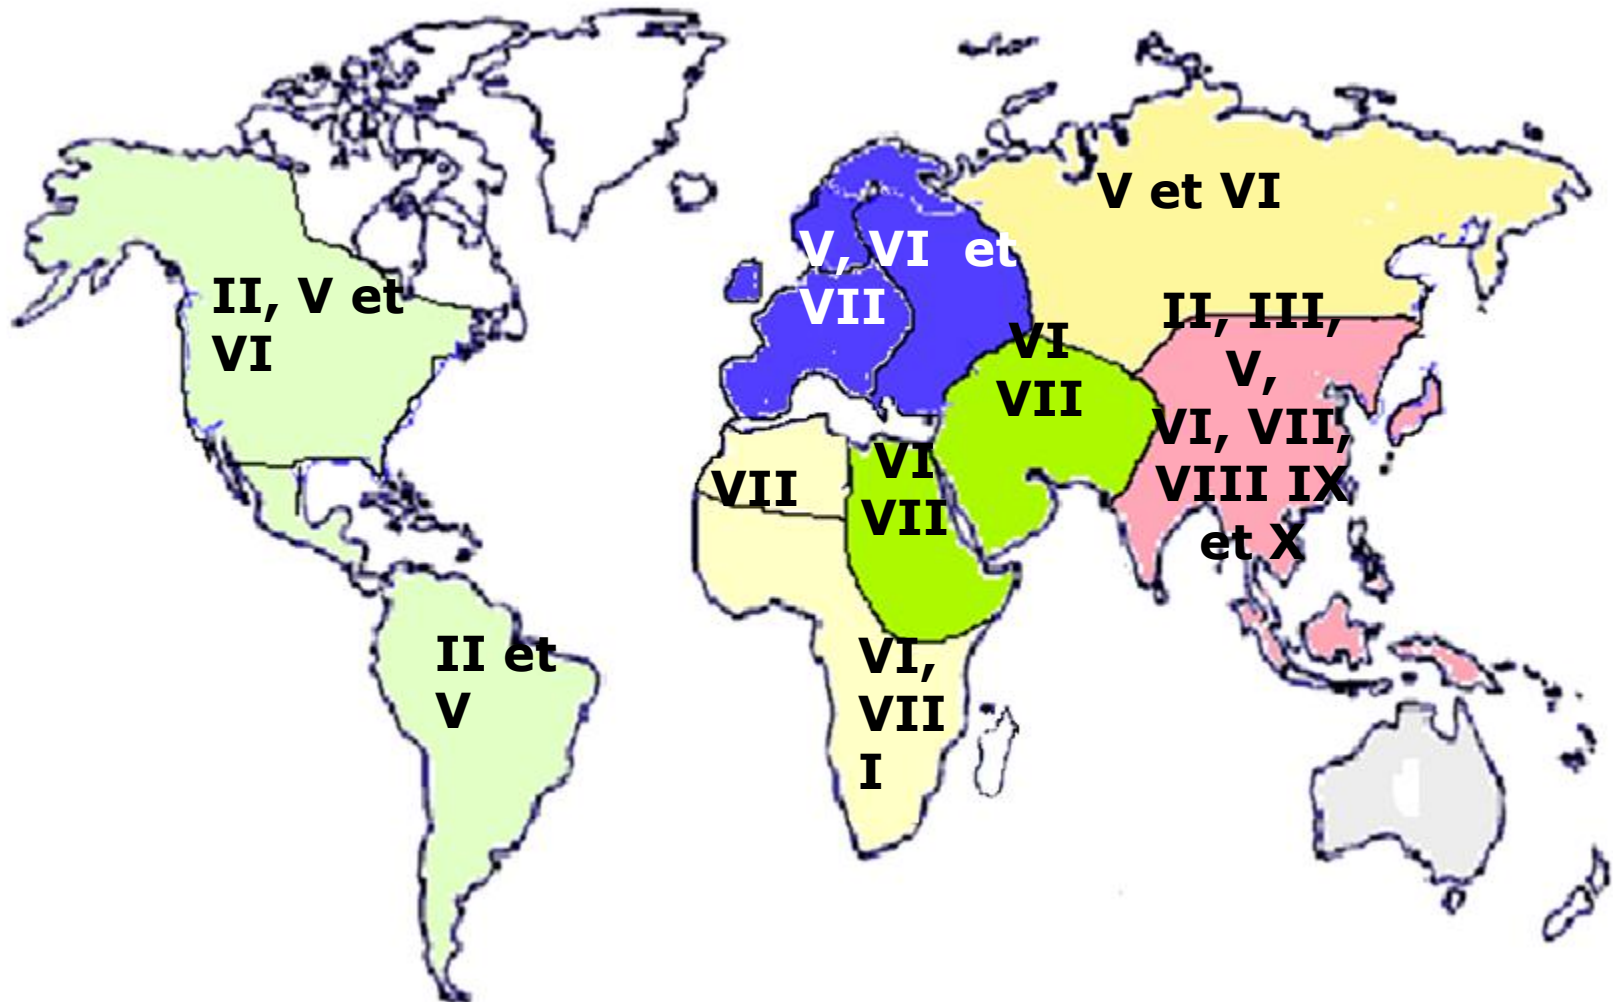 V et VI
V, VI et
VII
II, V et
VI
II, III,
V,
VI, VII,
VIII IX
et X
VI
VII
VII
VI
VII
II et
V
VI,
VII
I